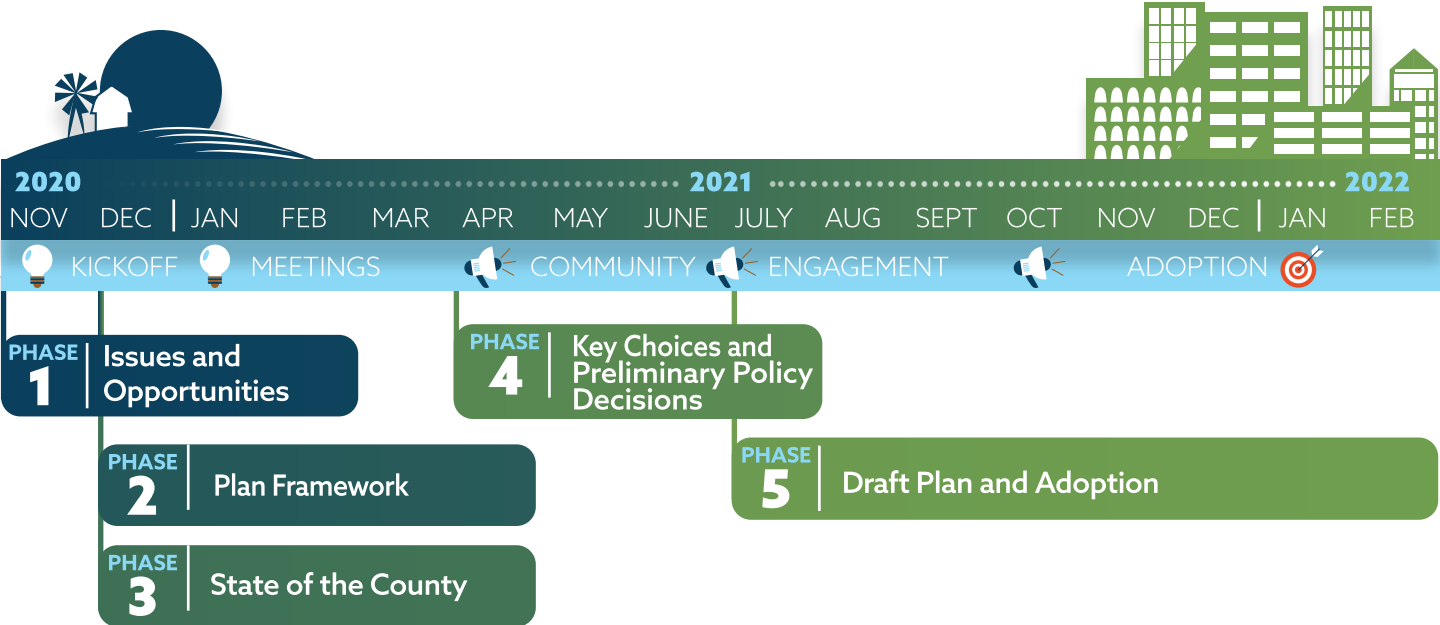 2020 2021 2022
NOV DEC | JAN FEB MAR APR MAY JUNE JULY AUG SEPT OCT NOV DEC | JAN FEB
KICKOFF MEETINGS COMMUNITY ENGAGEMENT ADOPTION
PHASE
1
Issues and
Opportunities
PHASE
4
Key Choices and
Preliminary Policy
Decisions
PHASE
2
Plan Framework
PHASE
5
Draft Plan and Adoption
PHASE
3
State of the County